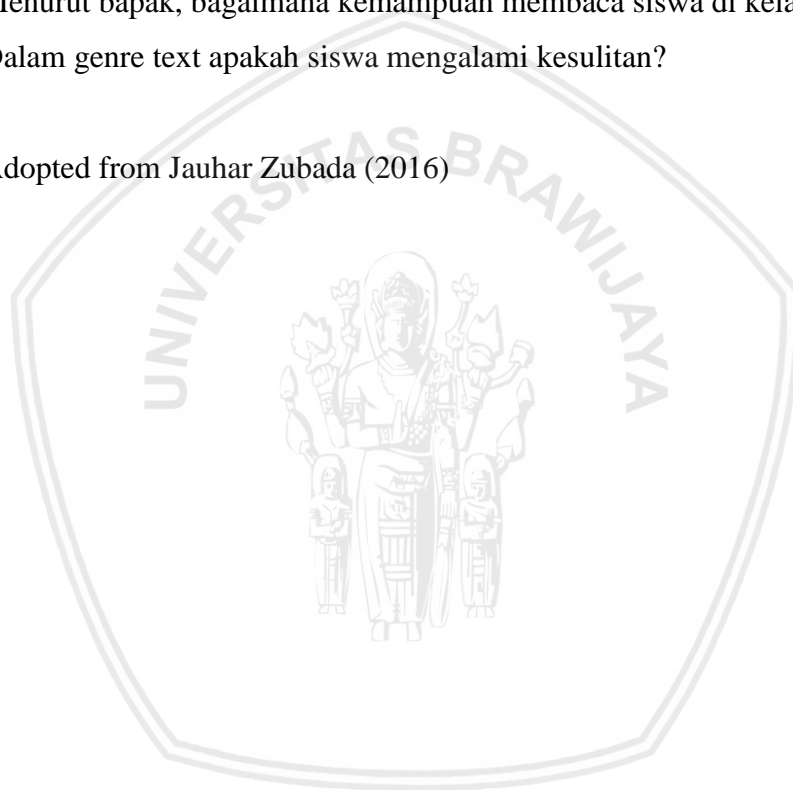 Menurut bapak, bagaimana kemampuan membaca siswa di
Dalam genre text apakah siswa mengalami kesulitan?
Adopted from Jauhar Zubada (2016)
UNIVERSITAS BRAWIJAYA